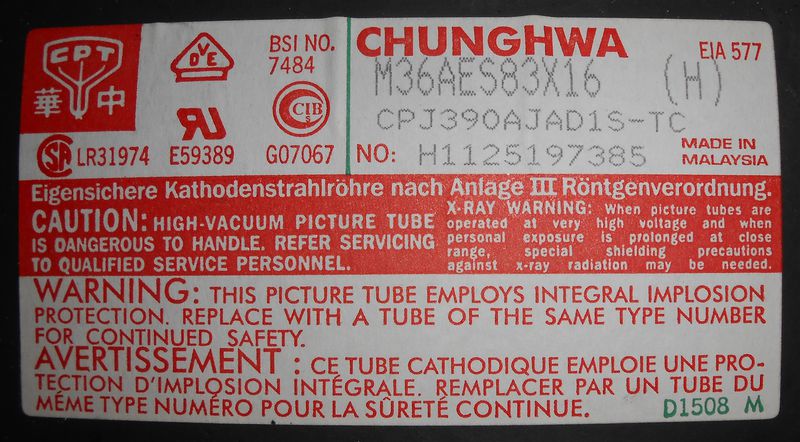 CPT
華 中
VDE
BSI NO.
7484
UR
CIBS
SA LR31974 E59389 G07067
CHUNGHWA EIA 577
M36AES83X16 (H)
CPJ390AJAD1S-TC
NO: H1125197385
MADE IN
MALAYSIA
Eigensichere Kathodenstrahlröhre nach Anlage III Röntgenverordnung.
CAUTION: HIGH-VACUUM PICTURE TUBE
IS DANGEROUS TO HANDLE. REFER SERVICING
TO QUALIFIED SERVICE PERSONNEL.
X-RAY WARNING: When picture tubes are
operated at very high voltage and when
personal exposure is prolonged at close
range, special shielding precautions
against x-ray radiation may be needed.
WARNING: THIS PICTURE TUBE EMPLOYS INTEGRAL IMPLOSION
PROTECTION. REPLACE WITH A TUBE OF THE SAME TYPE NUMBER
FOR CONTINUED SAFETY.
AVERTISSEMENT : CE TUBE CATHODIQUE EMPLOIE UNE PRO-
TECTION D'IMPLOSION INTÉGRALE. REMPLACER PAR UN TUBE DU
MÉME TYPE NUMÉRO POUR LA SÛRETÉ CONTINUE.
D1508 M